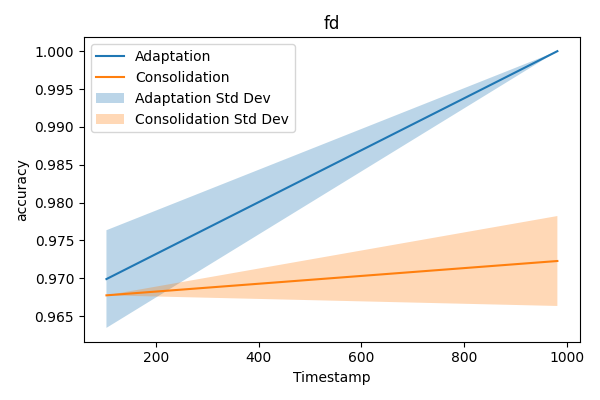 fd
1.000
0.995
0.990
0.985
0.980
0.975
0.970
0.965
accuracy
Adaptation
Consolidation
Adaptation Std Dev
Consolidation Std Dev
200
400
600
800
1000
Timestamp